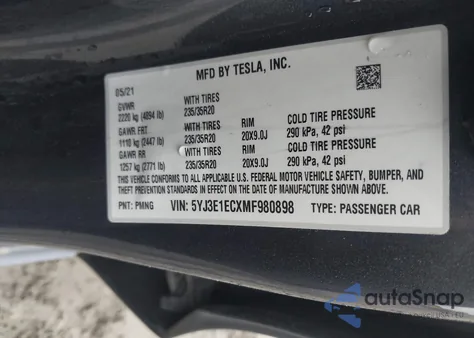 MFD BY TESLA, INC.
05/21
GVWR WITH TIRES
2220 kg (4894 lb) 235/35R20
GAWR FRT WITH TIRES RIM COLD TIRE PRESSURE
1110 kg (2447 lb) 235/35R20 20X9.0J 290 kPa, 42 psi
GAWR RR WITH TIRES RIM COLD TIRE PRESSURE
1257 kg (2771 lb) 235/35R20 20X9.0J 290 kPa, 42 psi
THIS VEHICLE CONFORMS TO ALL APPLICABLE U.S. FEDERAL MOTOR VEHICLE SAFETY, BUMPER, AND
THEFT PREVENTION STANDARDS IN EFFECT ON THE DATE OF MANUFACTURE SHOWN ABOVE.
PNT: PMNG VIN: 5YJ3E1ECXMF980898 TYPE: PASSENGER CAR
autoSnap